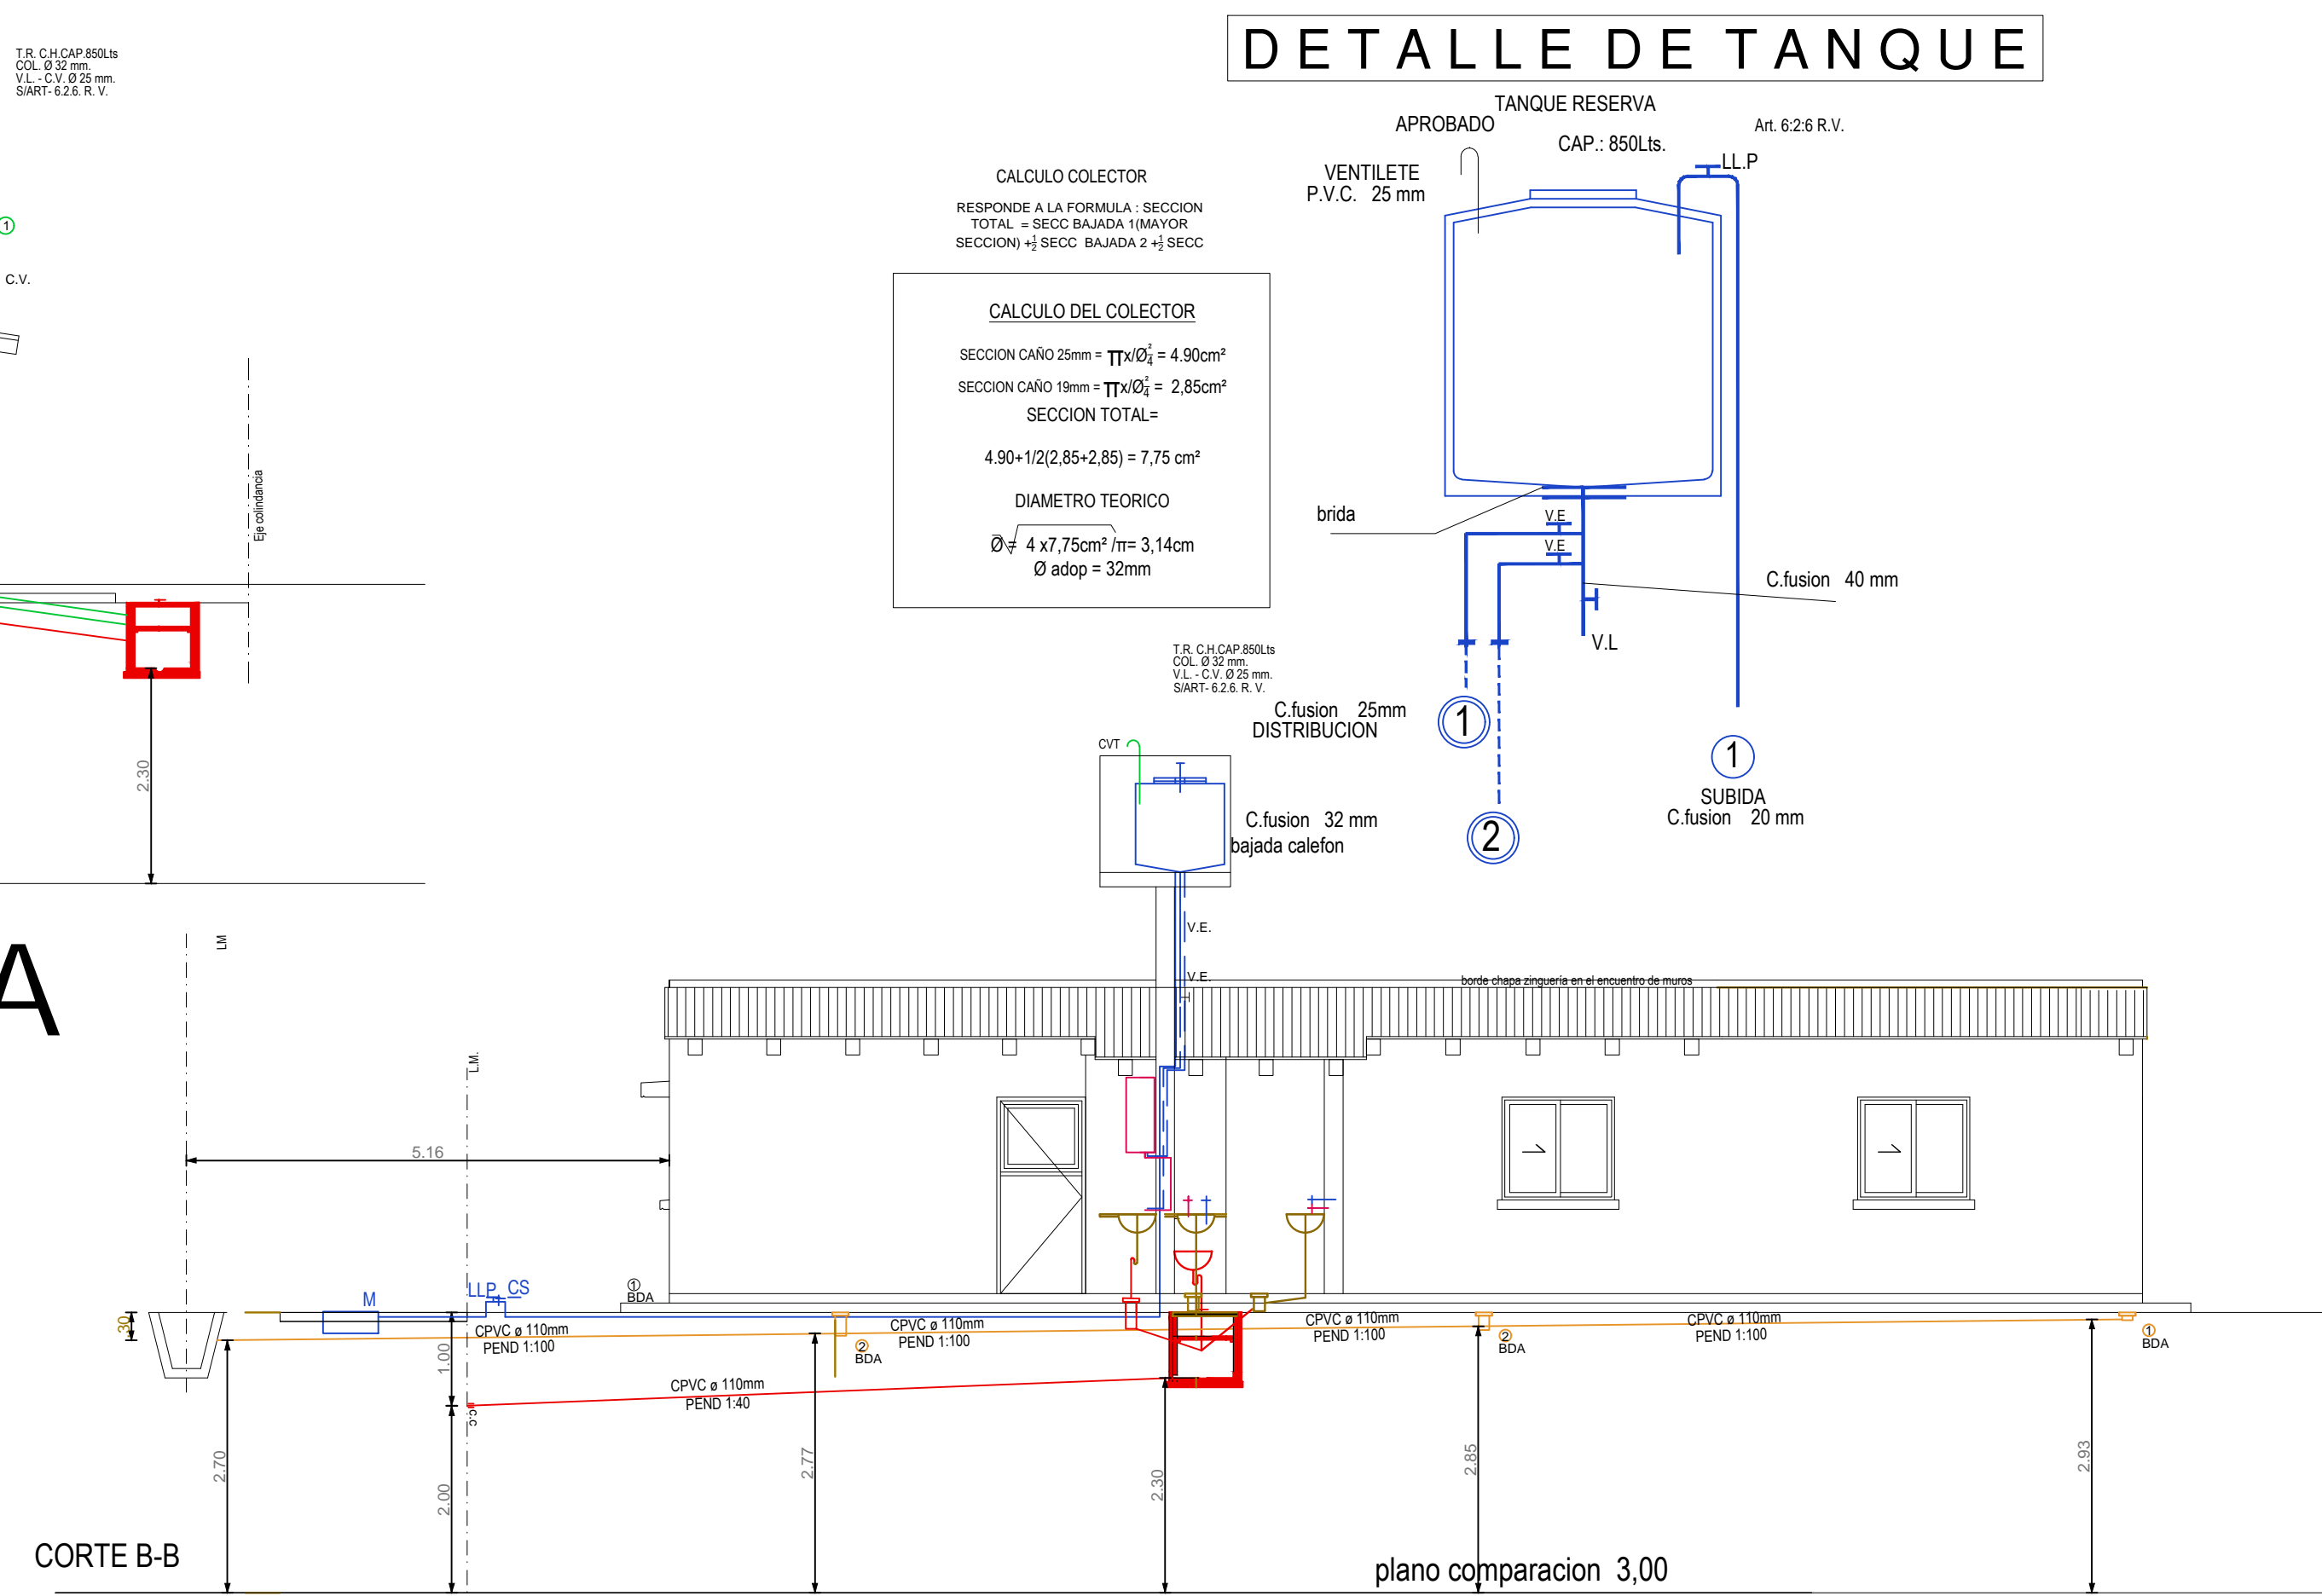 T.R. C.H.CAP.850Lts
COL. Ø 32 mm.
V.L. - C.V. Ø 25 mm.
S/ART- 6.2.6. R. V.
1
C.V.
Eje colindancia
2.30
DETALLE DE TANQUE
TANQUE RESERVA
APROBADO
Art. 6:2:6 R.V.
CAP.: 850Lts.
LL.P
VENTILETE
P.V.C. 25 mm
CALCULO COLECTOR
RESPONDE A LA FORMULA : SECCION
TOTAL = SECC BAJADA 1(MAYOR
SECCION) +½ SECC BAJADA 2 +½ SECC
CALCULO DEL COLECTOR
SECCION CAÑO 25mm = πx/Ø²/4 = 4.90cm²
SECCION CAÑO 19mm = πx/Ø²/4 = 2,85cm²
SECCION TOTAL=
4.90+1/2(2,85+2,85) = 7,75 cm²
DIAMETRO TEORICO
Ø = √ 4 x7,75cm² /π= 3,14cm
Ø adop = 32mm
brida
V.E
V.E
C.fusion 40 mm
V.L
T.R. C.H.CAP.850Lts
COL. Ø 32 mm.
V.L. - C.V. Ø 25 mm.
S/ART- 6.2.6. R. V.
C.fusion 25mm
DISTRIBUCION
1
2
1
SUBIDA
C.fusion 20 mm
CVT
C.fusion 32 mm
bajada calefon
V.E.
V.E.
borde chapa zingueria en el encuentro de muros
A
LM
L.M.
5.16
1
BDA
M
LLP
CS
30
CPVC ø 110mm
PEND 1:100
CPVC ø 110mm
PEND 1:100
CPVC ø 110mm
PEND 1:100
CPVC ø 110mm
PEND 1:100
2
BDA
2
BDA
1
BDA
1.00
CPVC ø 110mm
PEND 1:40
c.c
2.70
2.00
2.77
2.30
2.85
2.93
CORTE B-B
plano comparacion 3,00